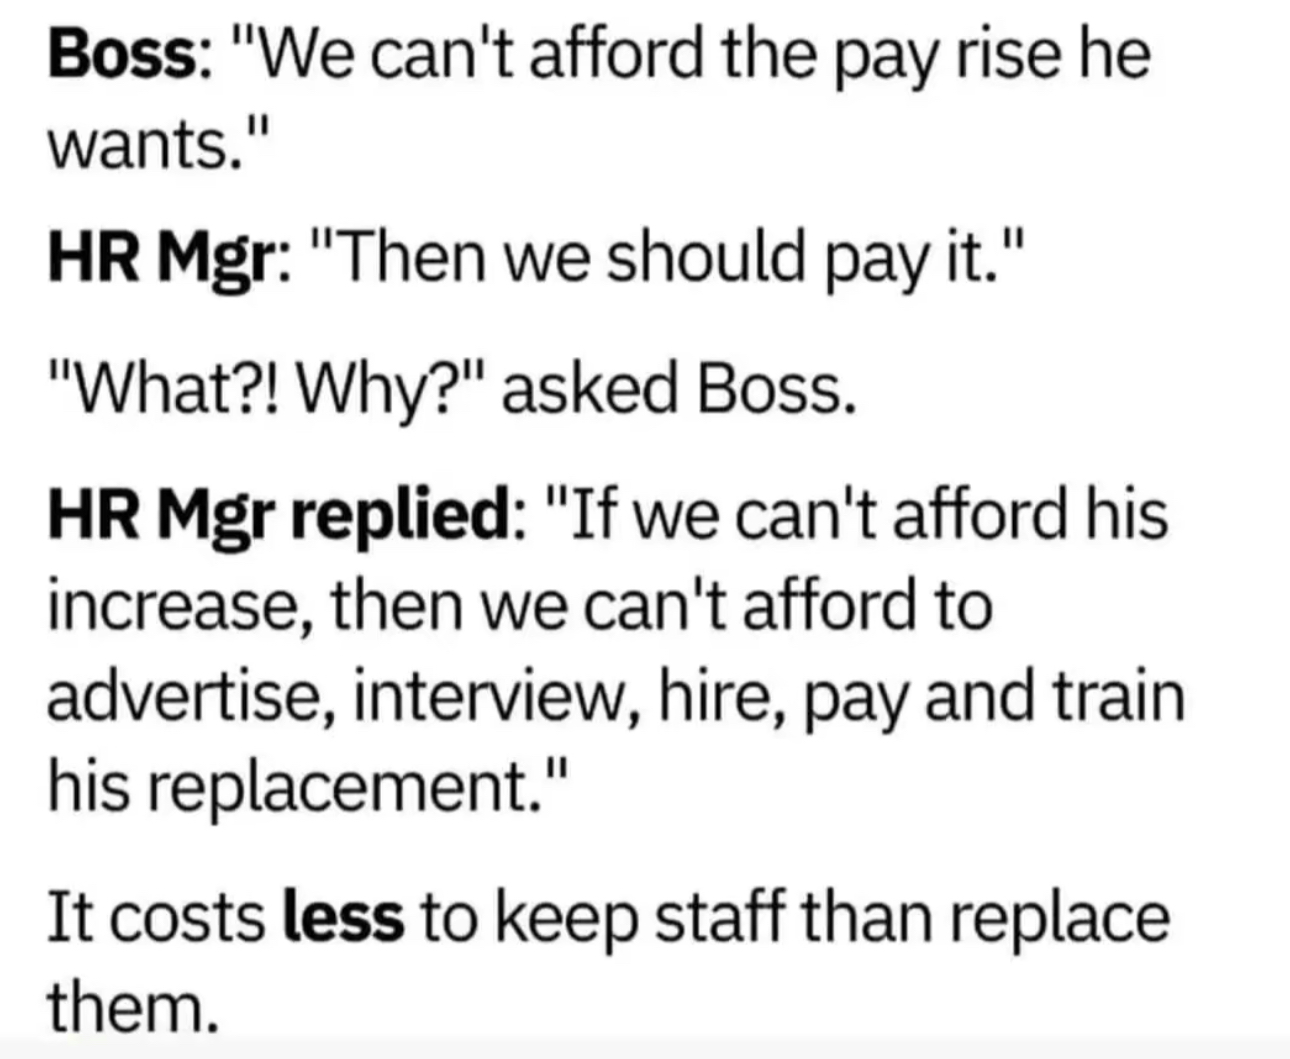 Boss: "We can't afford the pay rise he
wants."
HR Mgr: "Then we should pay it."
"What?! Why?" asked Boss.
HR Mgr replied: "If we can't afford his
increase, then we can't afford to
advertise, interview, hire, pay and train
his replacement."
It costs less to keep staff than replace
them.